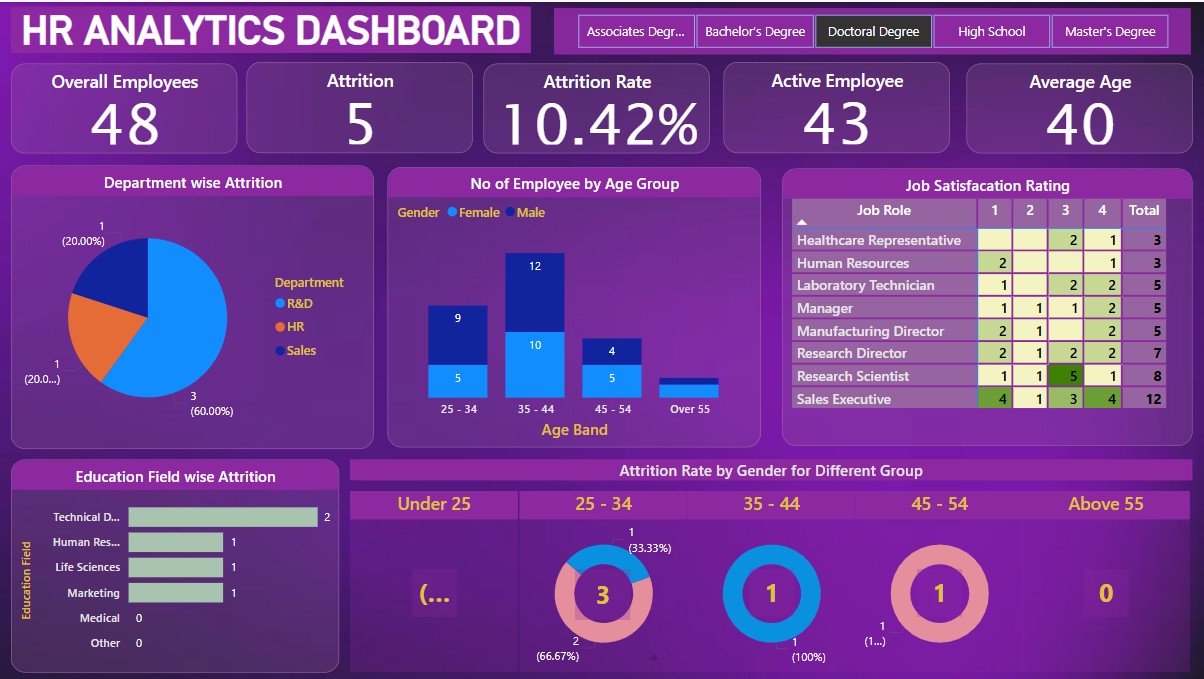 HR ANALYTICS DASHBOARD
Associates Degr... Bachelor's Degree Doctoral Degree High School Master's Degree
Overall Employees
48
Attrition
5
Attrition Rate
10.42%
Active Employee
43
Average Age
40
Department wise Attrition
1
(20.00%)
1
(20.0...)
3
(60.00%)
Department
R&D
HR
Sales
No of Employee by Age Group
Gender Female Male
9
5
12
10
4
5
25 - 34 35 - 44 45 - 54 Over 55
Age Band
Job Satisfacation Rating
Job Role 1 2 3 4 Total
Healthcare Representative 2 1 3
Human Resources 2 1 3
Laboratory Technician 1 2 2 5
Manager 1 1 1 2 5
Manufacturing Director 2 1 2 5
Research Director 2 1 2 2 7
Research Scientist 1 1 5 1 8
Sales Executive 4 1 3 4 12
Education Field wise Attrition
Education Field
Technical D... 2
Human Res... 1
Life Sciences 1
Marketing 1
Medical 0
Other 0
Attrition Rate by Gender for Different Group
Under 25 25 - 34 35 - 44 45 - 54 Above 55
(...
1
(33.33%)
3
2
(66.67%)
1
1
(100%)
1
1
(1...)
0